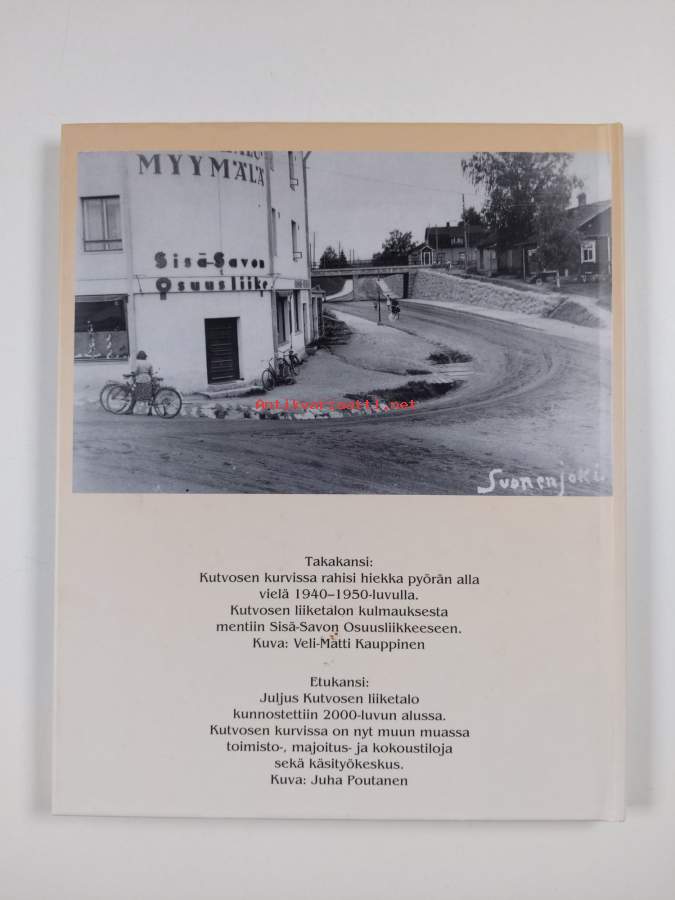 MYYMÄLÄ
Sisä-Savon
Osuusliike
Antikvariaatti.net
Suonenjoki
Takakansi:
Kutvosen kurvissa rahisi hiekka pyörän alla
vielä 1940–1950-luvulla.
Kutvosen liiketalon kulmauksesta
mentiin Sisä-Savon Osuusliikkeeseen.
Kuva: Veli-Matti Kauppinen
Etukansi:
Juljus Kutvosen liiketalo
kunnostettiin 2000-luvun alussa.
Kutvosen kurvissa on nyt muun muassa
toimisto-, majoitus- ja kokoustiloja
sekä käsityökeskus.
Kuva: Juha Poutanen